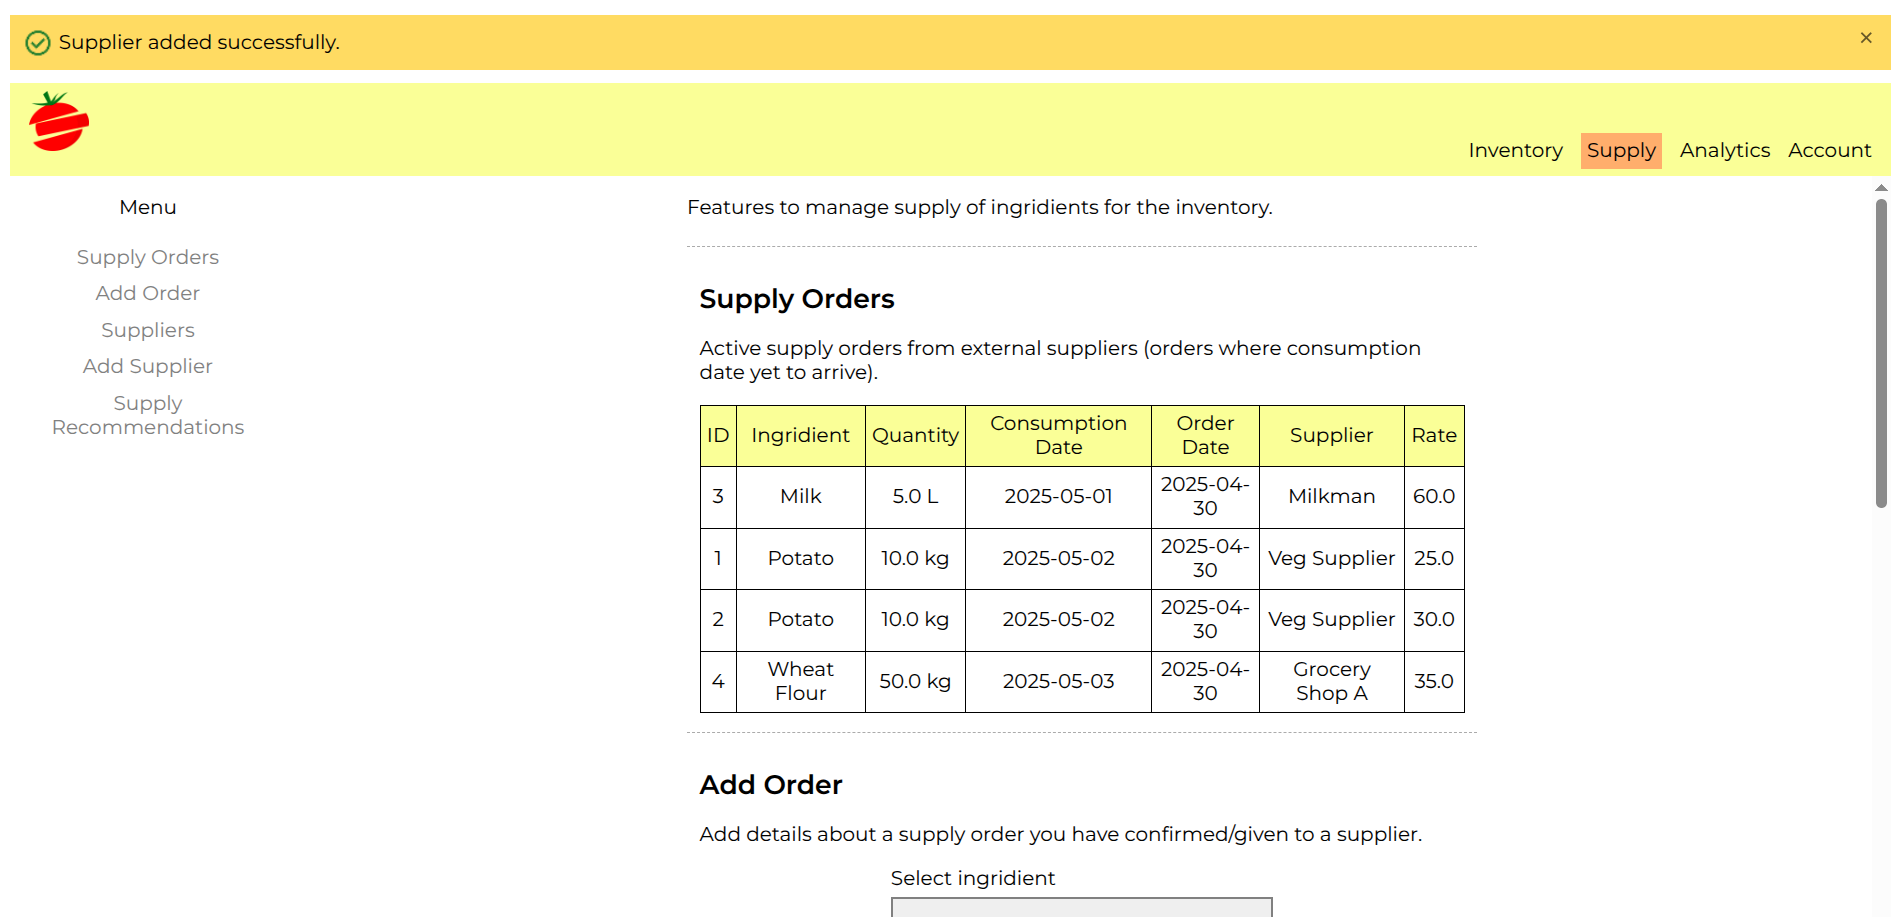 Supplier added successfully.
×
Inventory Supply Analytics Account
Menu
Supply Orders
Add Order
Suppliers
Add Supplier
Supply
Recommendations
Features to manage supply of ingridients for the inventory.
Supply Orders
Active supply orders from external suppliers (orders where consumption
date yet to arrive).
ID Ingridient Quantity Consumption Date Order Date Supplier Rate
3 Milk 5.0 L 2025-05-01 2025-04-30 Milkman 60.0
1 Potato 10.0 kg 2025-05-02 2025-04-30 Veg Supplier 25.0
2 Potato 10.0 kg 2025-05-02 2025-04-30 Veg Supplier 30.0
4 Wheat Flour 50.0 kg 2025-05-03 2025-04-30 Grocery Shop A 35.0
Add Order
Add details about a supply order you have confirmed/given to a supplier.
Select ingridient